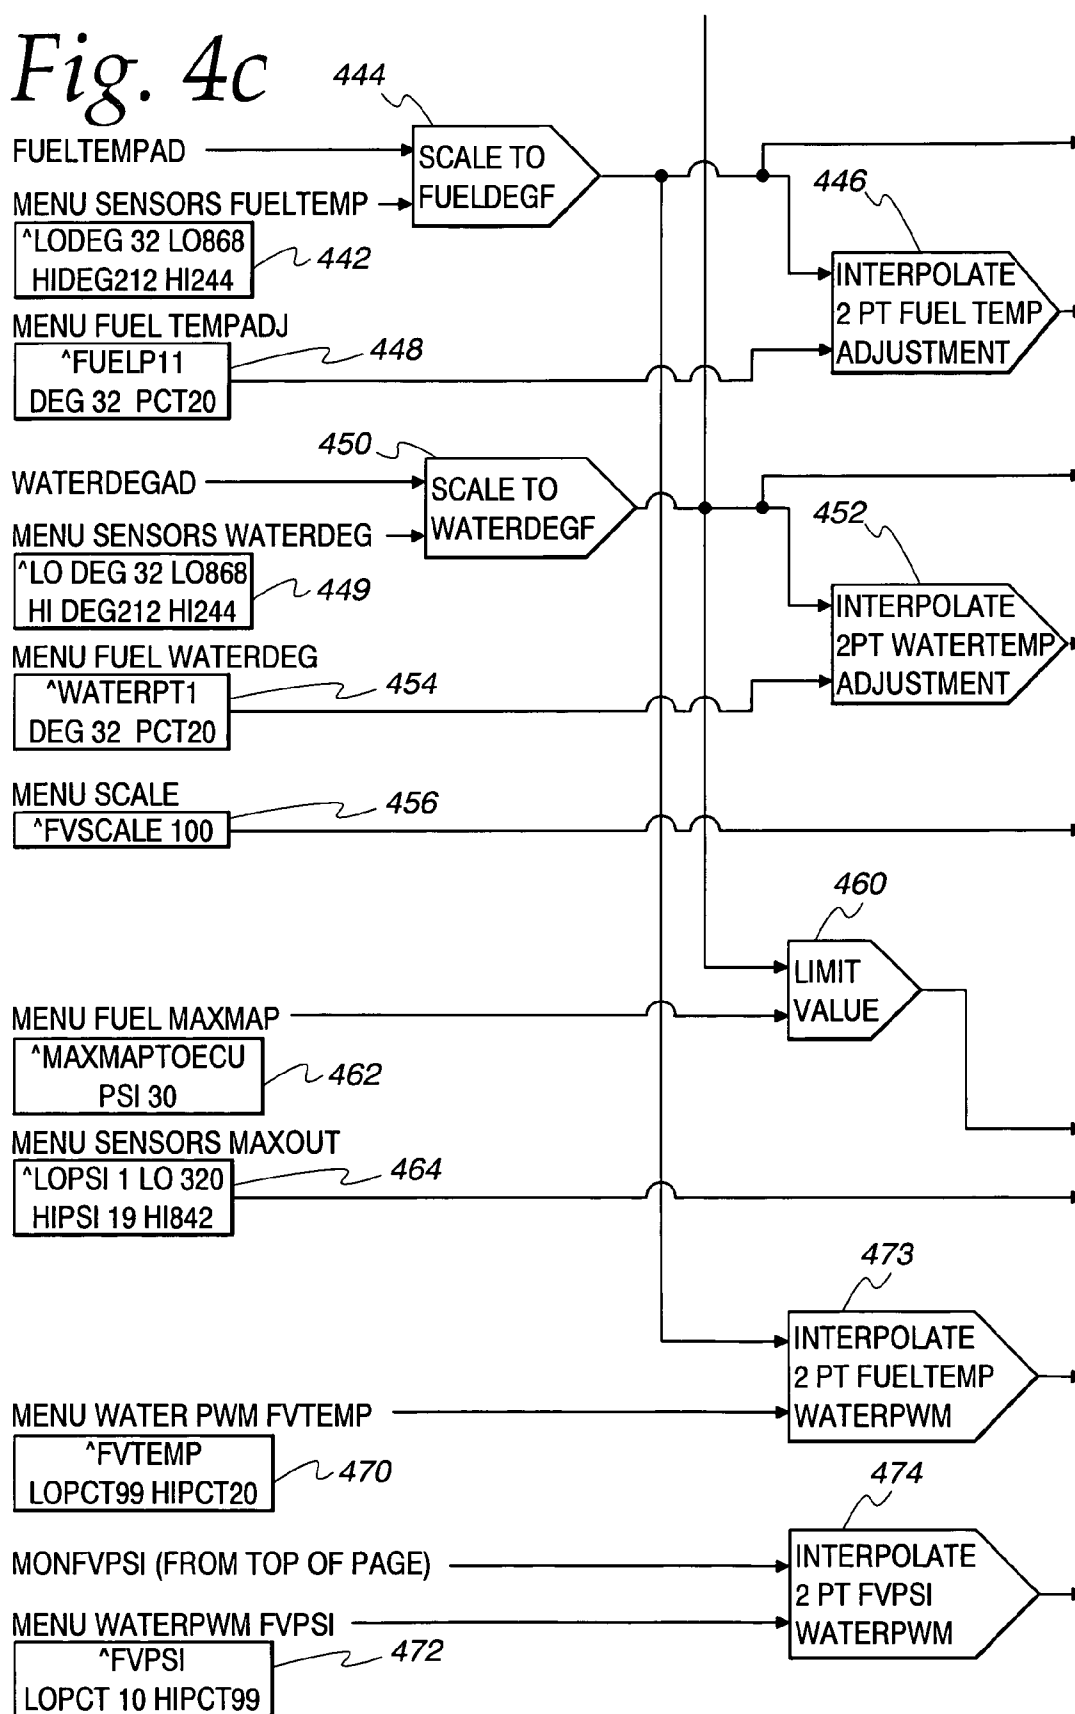 Fig. 4c
444
FUELTEMPAD
SCALE TO
FUELDEGF
MENU SENSORS FUELTEMP
446
^LODEG 32 LO868
HIDEG212 HI244
442
INTERPOLATE
2 PT FUEL TEMP
ADJUSTMENT
MENU FUEL TEMPADJ
^FUELP11
DEG 32 PCT20
448
450
WATERDEGAD
SCALE TO
WATERDEGF
MENU SENSORS WATERDEG
452
^LO DEG 32 LO868
HI DEG212 HI244
449
INTERPOLATE
2PT WATERTEMP
ADJUSTMENT
MENU FUEL WATERDEG
^WATERPT1
DEG 32 PCT20
454
MENU SCALE
^FVSCALE 100
456
460
LIMIT
VALUE
MENU FUEL MAXMAP
^MAXMAPTOECU
PSI 30
462
MENU SENSORS MAXOUT
^LOPSI 1 LO 320
HIPSI 19 HI842
464
473
INTERPOLATE
2 PT FUELTEMP
WATERPWM
MENU WATER PWM FVTEMP
^FVTEMP
LOPCT99 HIPCT20
470
474
MONFVPSI (FROM TOP OF PAGE)
INTERPOLATE
2 PT FVPSI
WATERPWM
MENU WATERPWM FVPSI
^FVPSI
LOPCT 10 HIPCT99
472